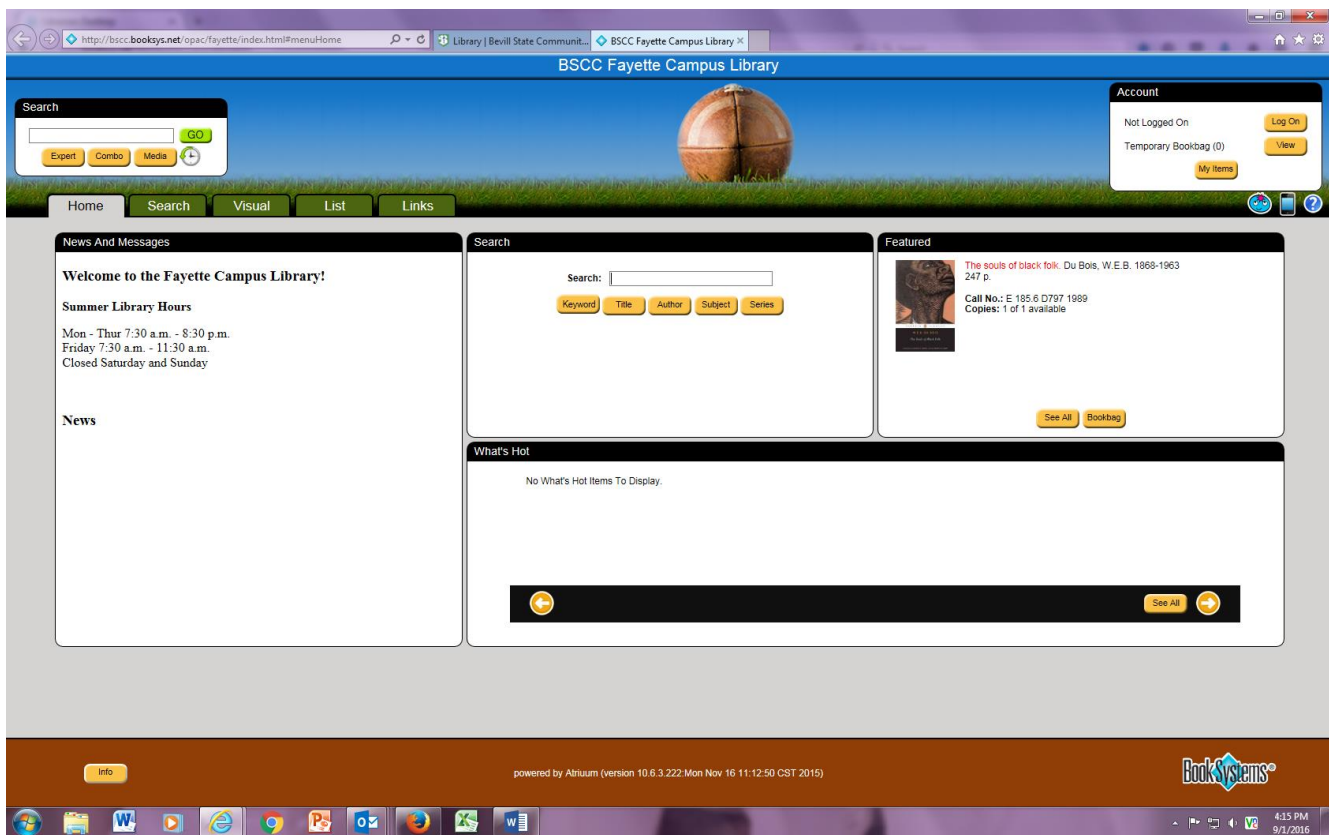 http://bscc.booksys.net/opac/fayette/index.html#menuHome
Library | Bevill State Communit...
BSCC Fayette Campus Library
BSCC Fayette Campus Library
Search
GO
Expert Combo Media
Account
Not Logged On Log On
Temporary Bookbag (0) View
My Items
Home Search Visual List Links
News And Messages
Welcome to the Fayette Campus Library!
Summer Library Hours
Mon - Thur 7:30 a.m. - 8:30 p.m.
Friday 7:30 a.m. - 11:30 a.m.
Closed Saturday and Sunday
News
Search
Search:
Keyword Title Author Subject Series
Featured
The souls of black folk. Du Bois, W.E.B. 1868-1963
247 p.
Call No.: E 185.6 D797 1989
Copies: 1 of 1 available
See All Bookbag
What's Hot
No What's Hot Items To Display.
See All
Info
powered by Atriuum (version 10.6.3.222:Mon Nov 16 11:12:50 CST 2015)
BookSystems
4:15 PM
9/1/2016